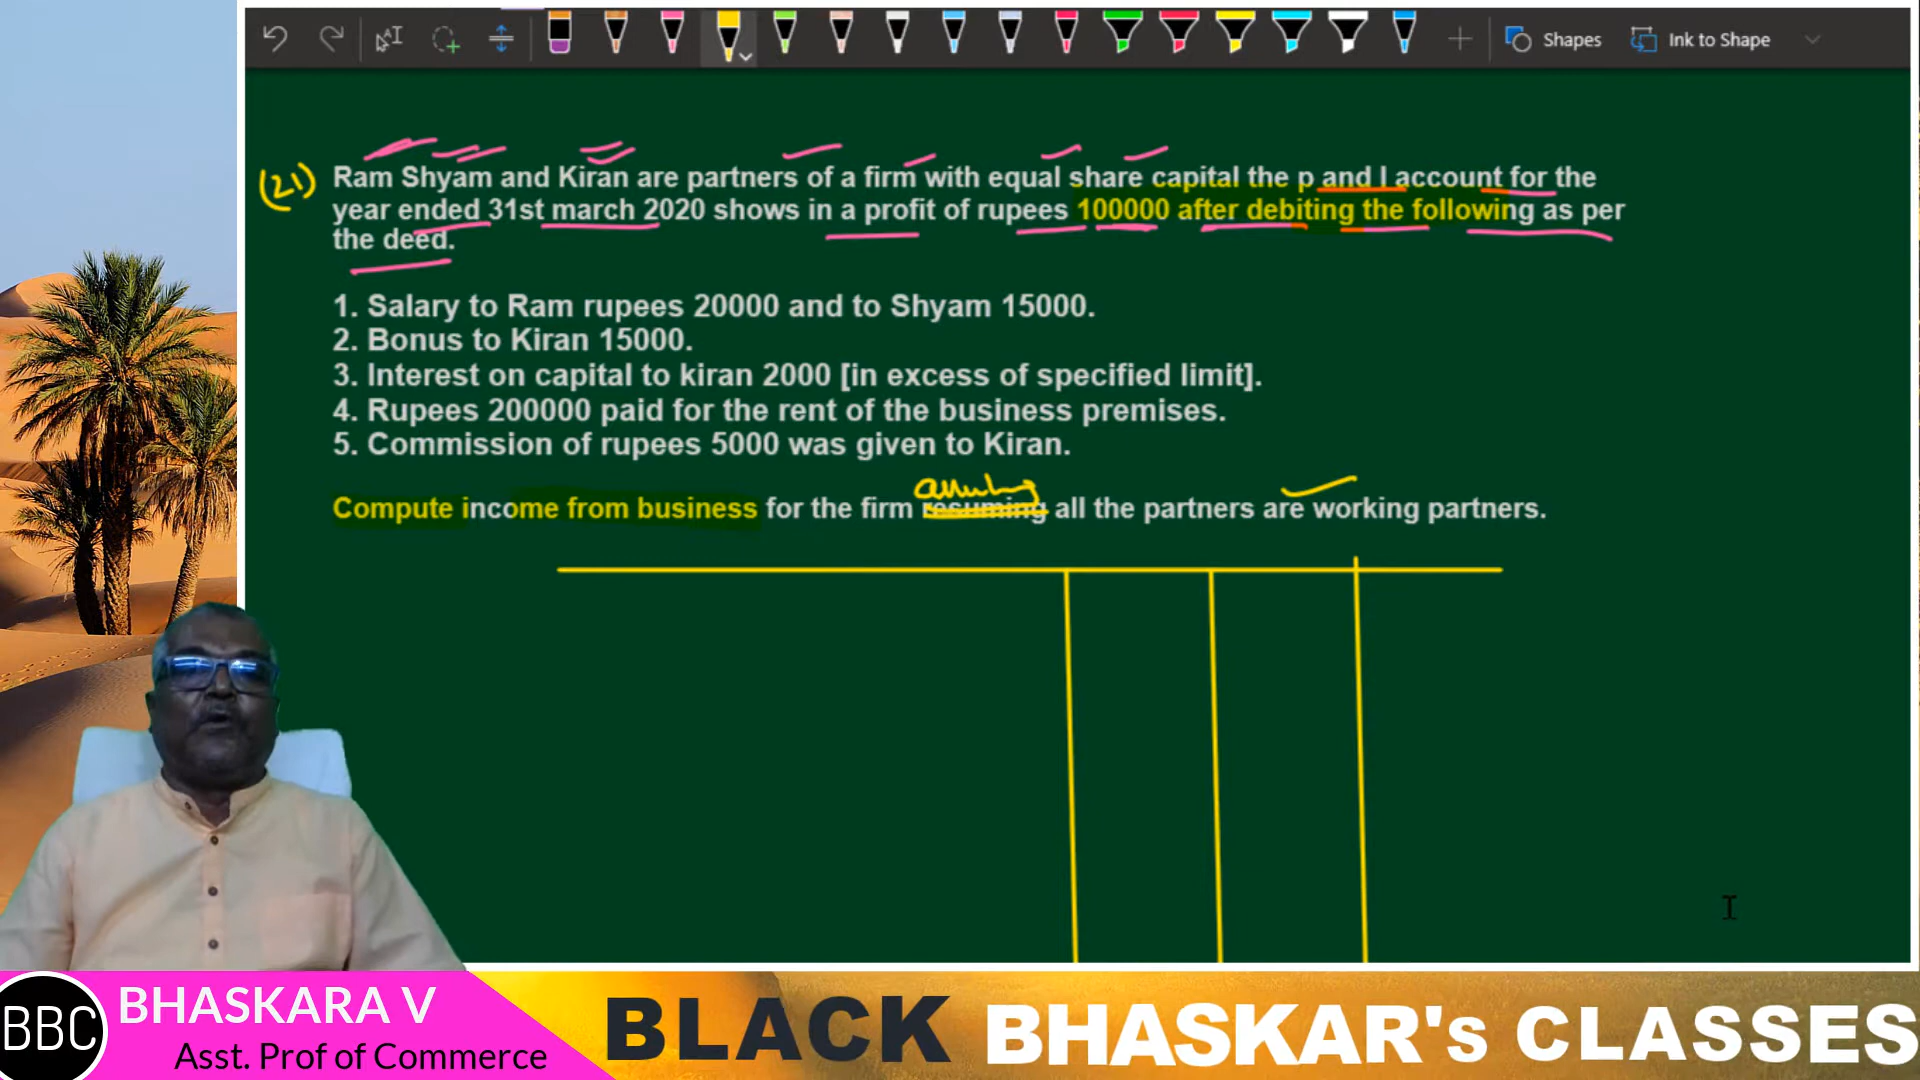 Shapes
Ink to Shape
(21)
Ram Shyam and Kiran are partners of a firm with equal share capital the p and l account for the
year ended 31st march 2020 shows in a profit of rupees 100000 after debiting the following as per
the deed.
1. Salary to Ram rupees 20000 and to Shyam 15000.
2. Bonus to Kiran 15000.
3. Interest on capital to kiran 2000 [in excess of specified limit].
4. Rupees 200000 paid for the rent of the business premises.
5. Commission of rupees 5000 was given to Kiran.
Compute income from business for the firm resuming all the partners are working partners.
BBC
BHASKARA V
Asst. Prof of Commerce
BLACK BHASKAR's CLASSES